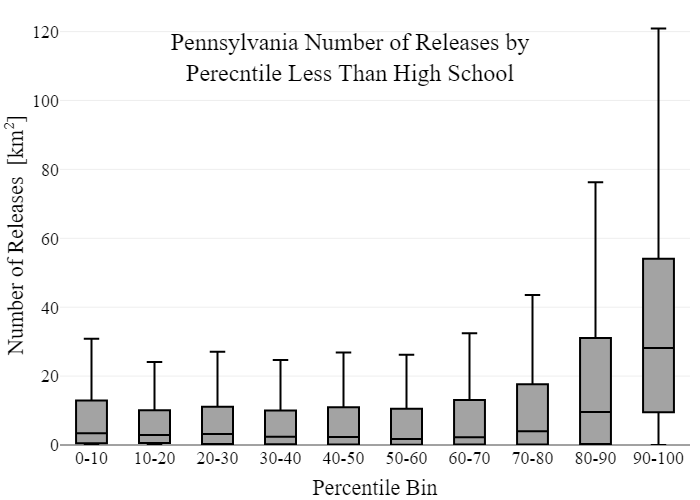 Pennsylvania Number of Releases by
Perecntile Less Than High School
Number of Releases [km²]
120
100
80
60
40
20
0
0-10 10-20 20-30 30-40 40-50 50-60 60-70 70-80 80-90 90-100
Percentile Bin